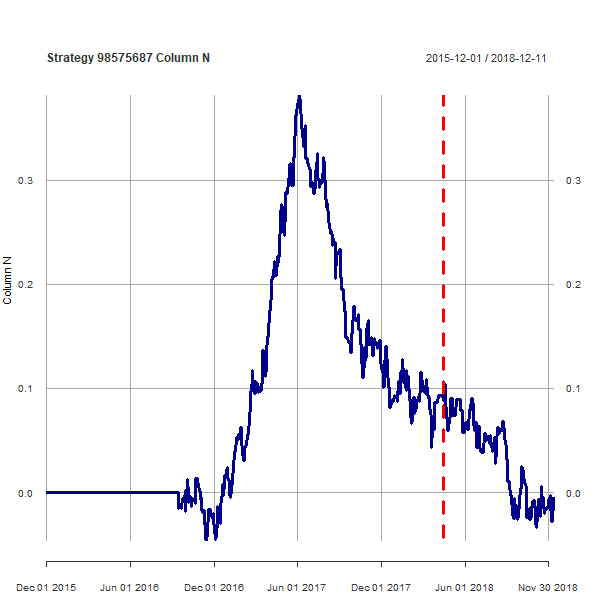 Strategy 98575687 Column N
2015-12-01 / 2018-12-11
Column N
0.3
0.3
0.2
0.2
0.1
0.1
0.0
0.0
Dec 01 2015
Jun 01 2016
Dec 01 2016
Jun 01 2017
Dec 01 2017
Jun 01 2018
Nov 30 2018